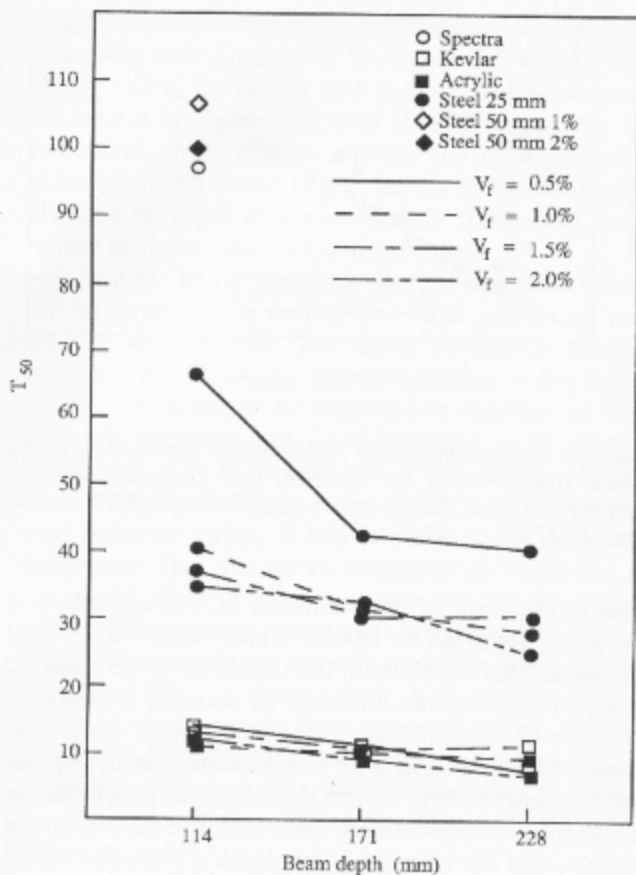 Spectra
Kevlar
Acrylic
Steel 25 mm
Steel 50 mm 1%
Steel 50 mm 2%
V_f = 0.5%
V_f = 1.0%
V_f = 1.5%
V_f = 2.0%
110
100
90
80
70
60
50
40
30
20
10
T 50
114
171
228
Beam depth (mm)